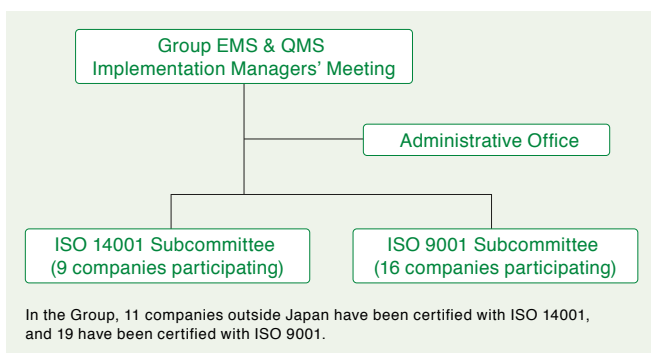 Group EMS & QMS
Implementation Managers’ Meeting
Administrative Office
ISO 14001 Subcommittee
(9 companies participating)
ISO 9001 Subcommittee
(16 companies participating)
In the Group, 11 companies outside Japan have been certified with ISO 14001,
and 19 have been certified with ISO 9001.